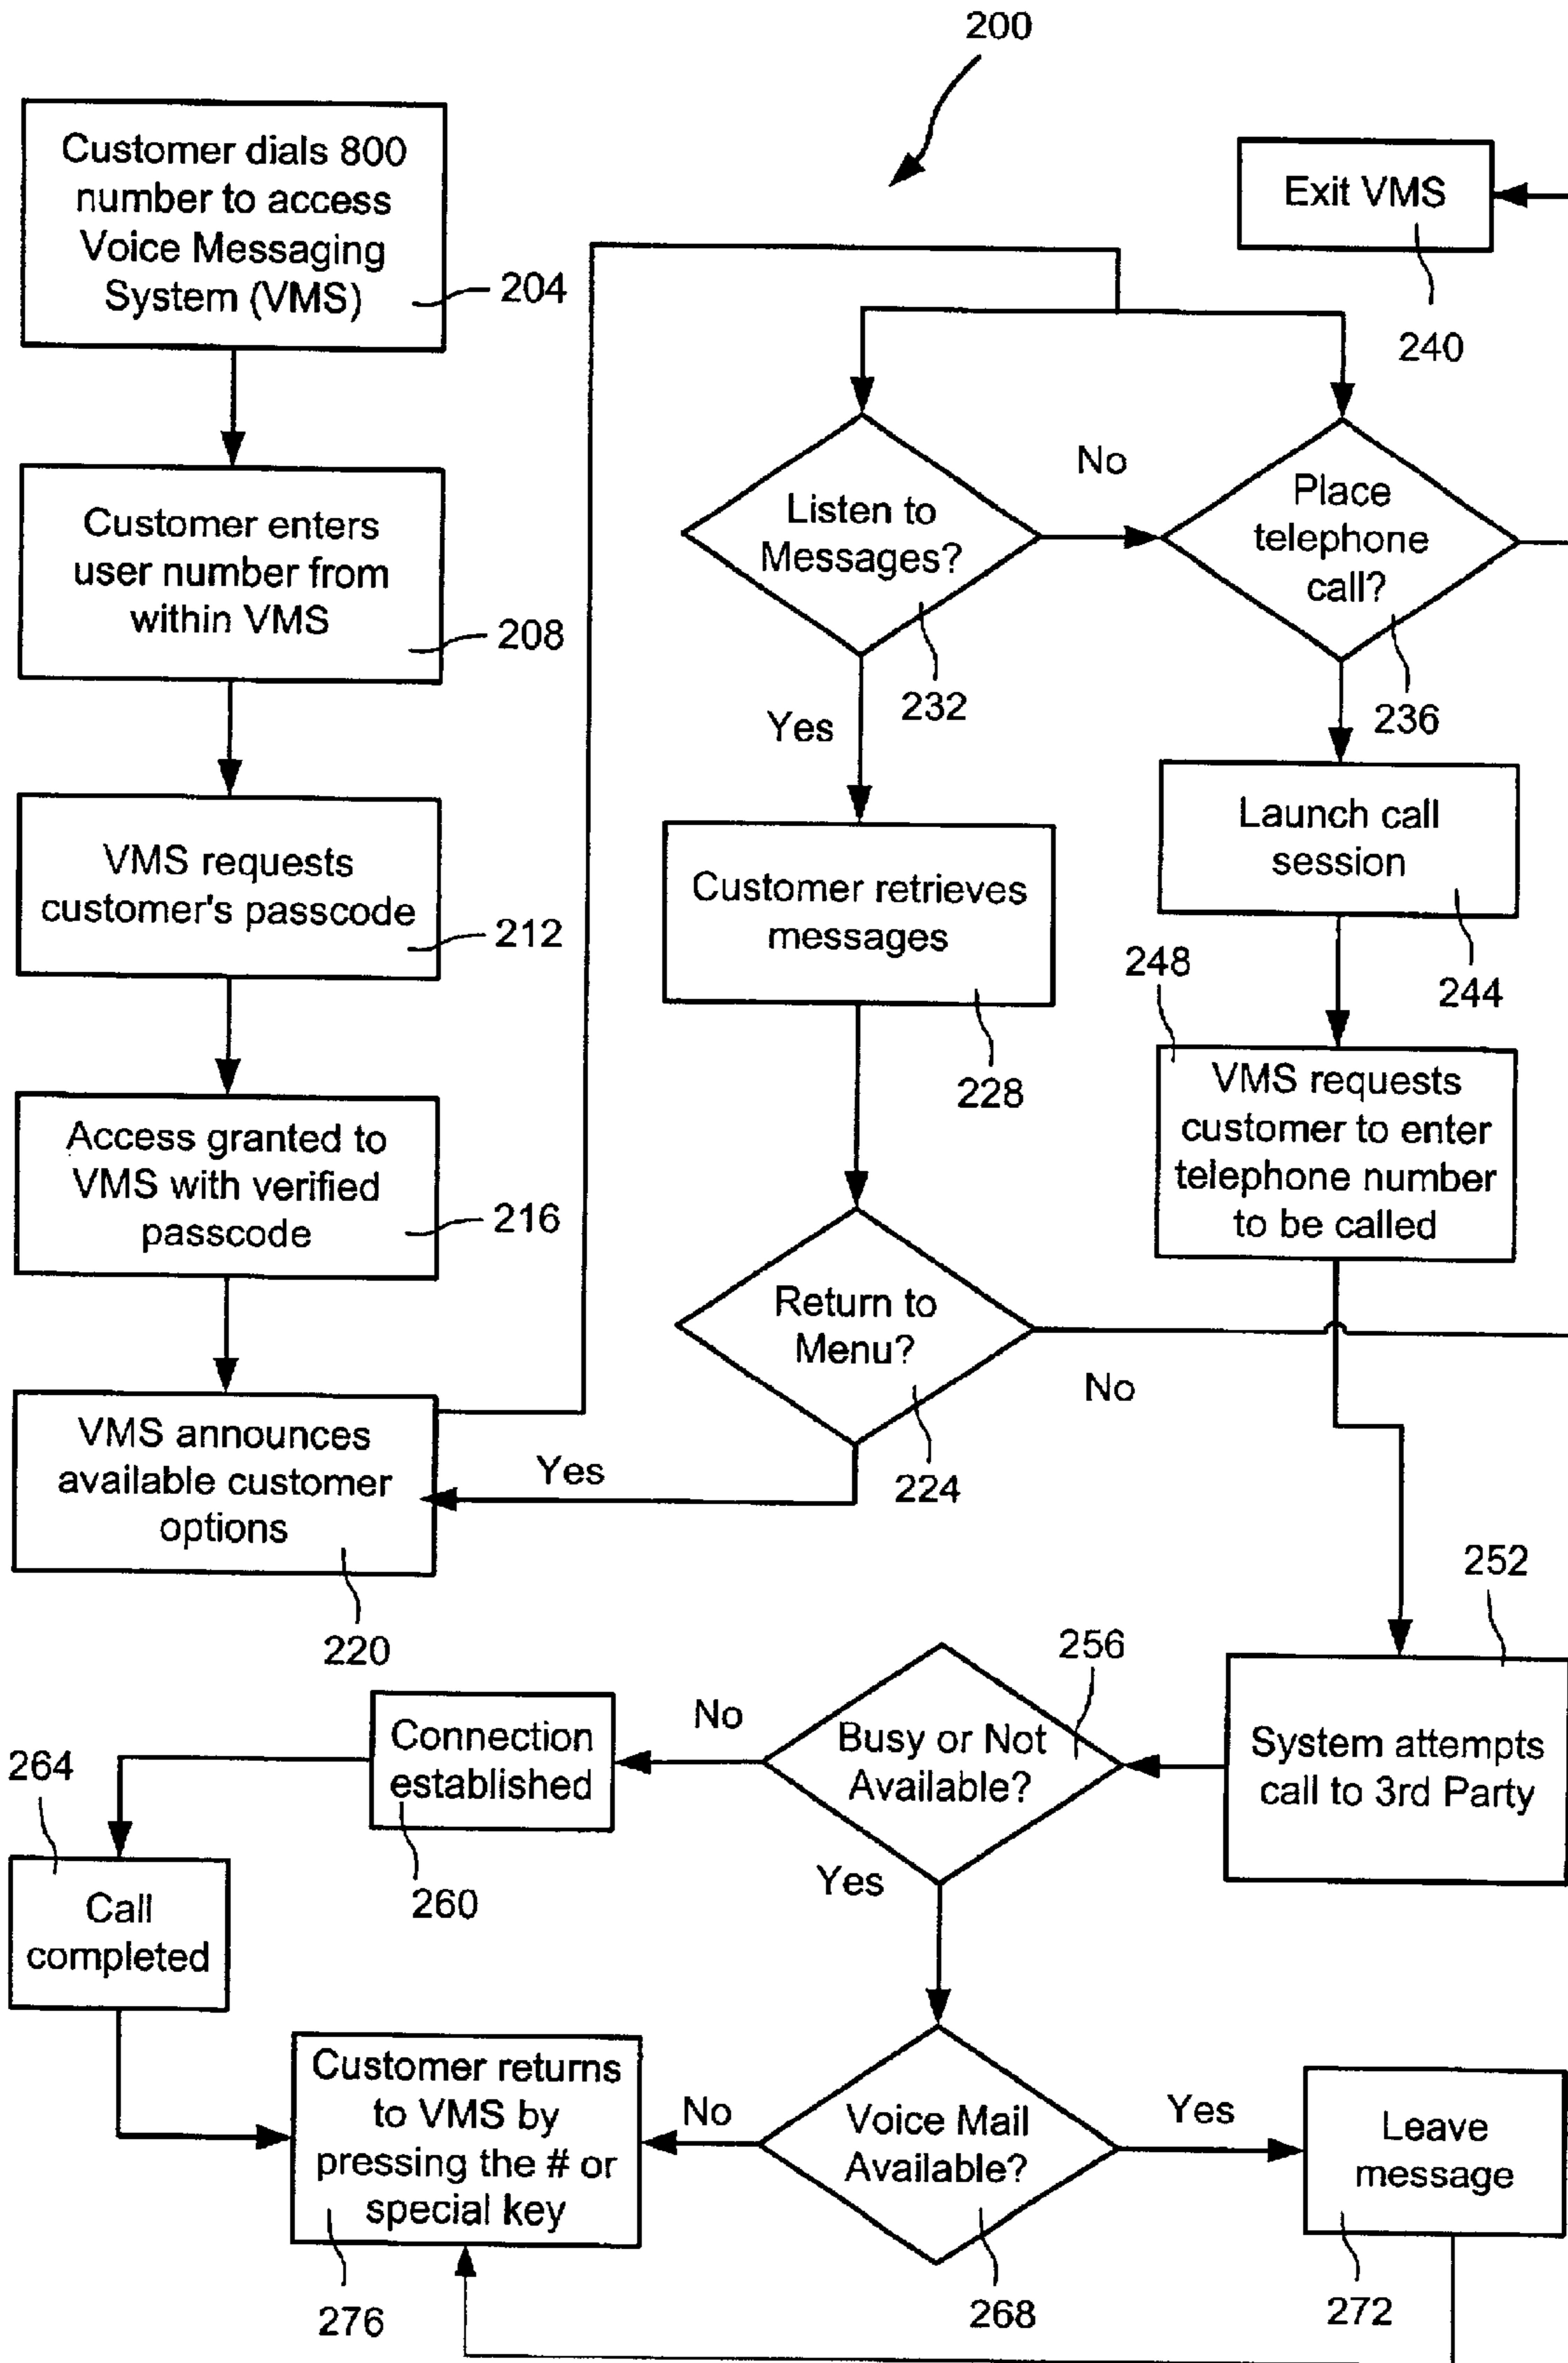 200
Customer dials 800
number to access
Voice Messaging
System (VMS)
204
Exit VMS
240
Customer enters
user number from
within VMS
208
Listen to
Messages?
232
No
Yes
Place
telephone
call?
236
VMS requests
customer's passcode
212
Customer retrieves
messages
228
Launch call
session
244
248
VMS requests
customer to enter
telephone number
to be called
Access granted to
VMS with verified
passcode
216
Return to
Menu?
224
No
Yes
VMS announces
available customer
options
220
252
System attempts
call to 3rd Party
256
Busy or Not
Available?
No
Yes
Connection
established
260
264
Call
completed
Customer returns
to VMS by
pressing the # or
special key
276
No
Voice Mail
Available?
268
Yes
Leave
message
272